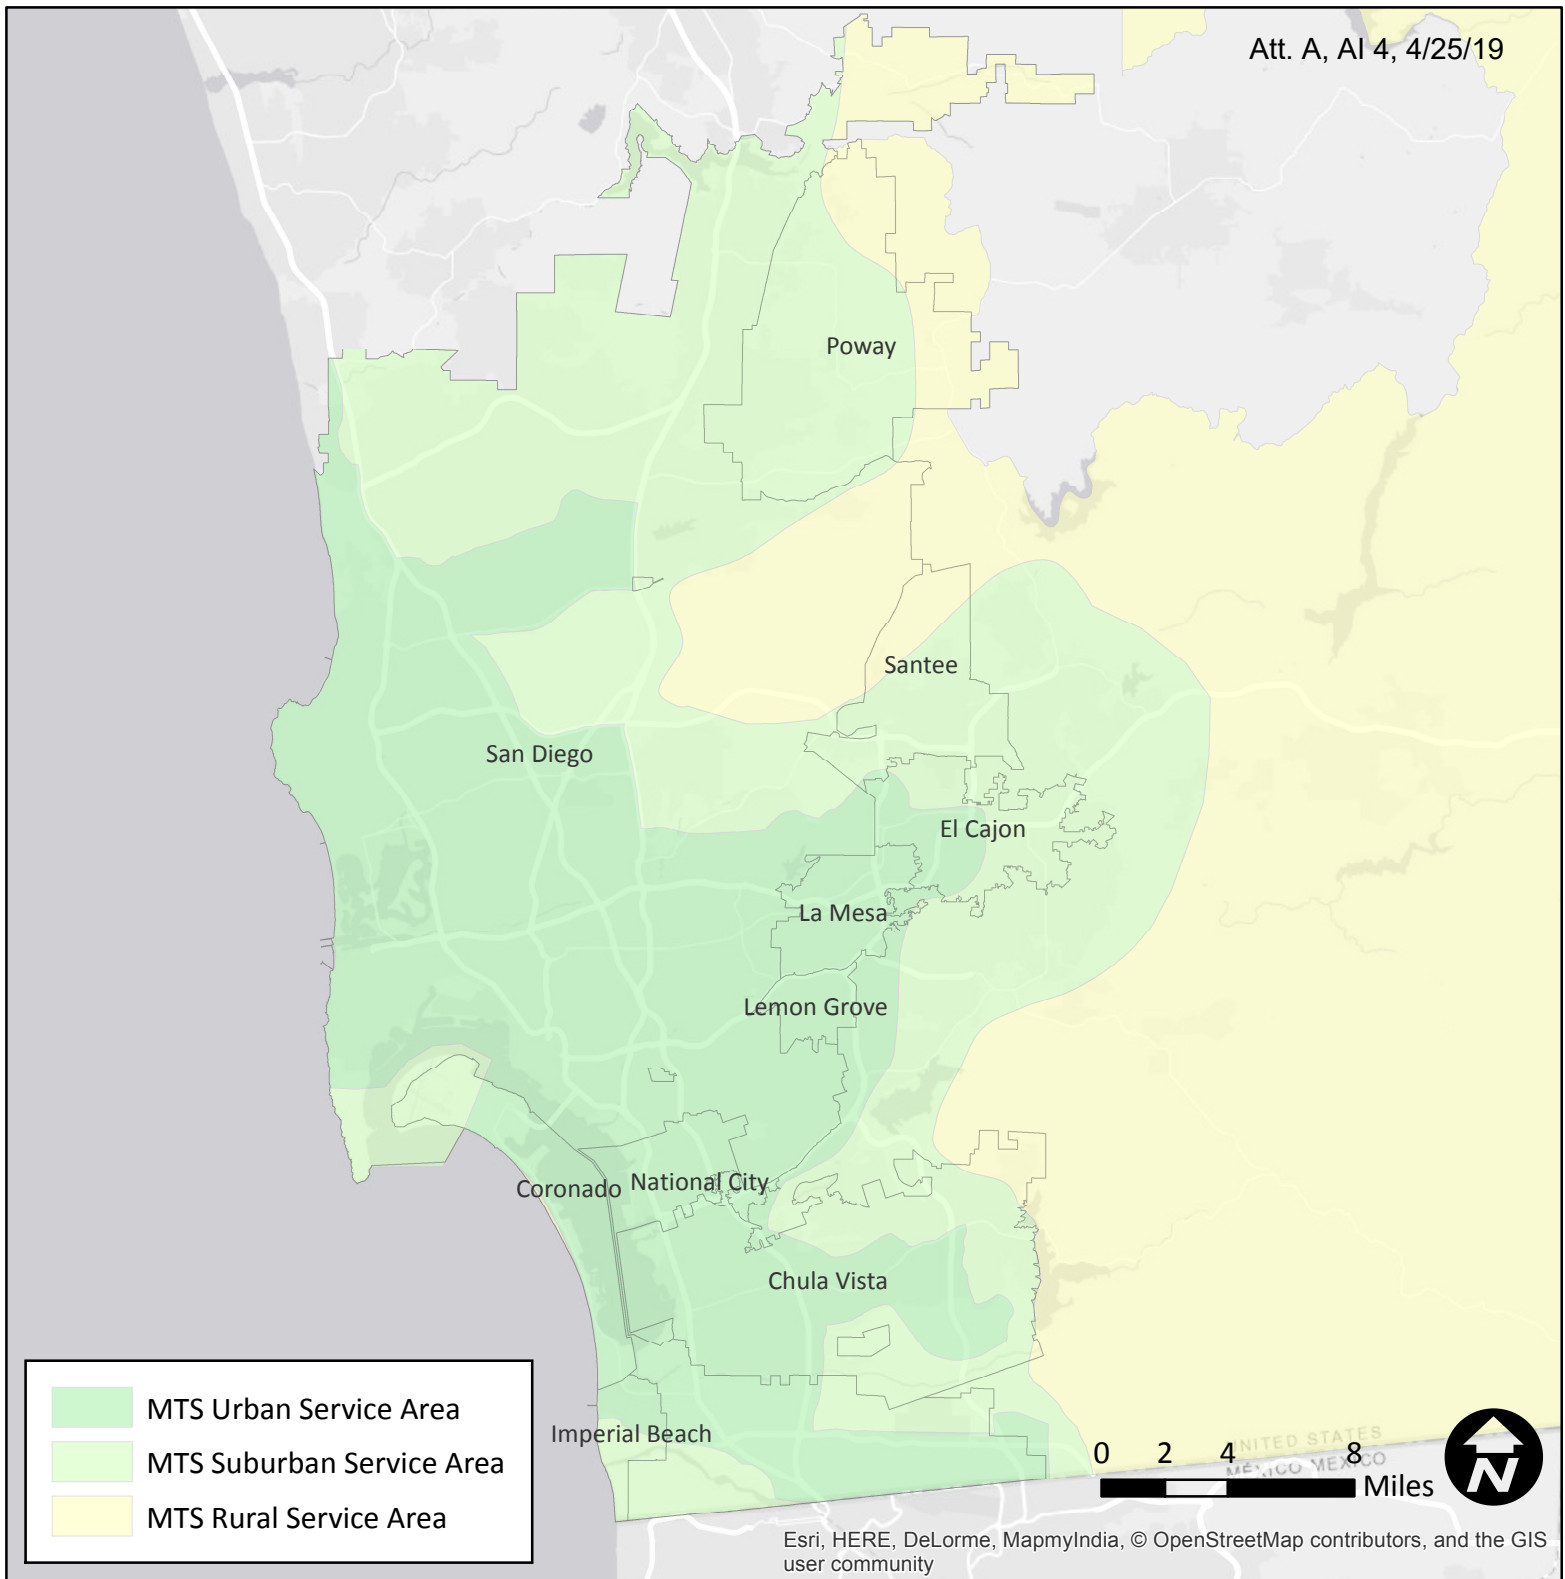 Att. A, AI 4, 4/25/19
Poway
Santee
San Diego
El Cajon
La Mesa
Lemon Grove
National City
Coronado
Chula Vista
Imperial Beach
MTS Urban Service Area
MTS Suburban Service Area
MTS Rural Service Area
UNITED STATES
MÉXICO MEXICO
0 2 4 8
Miles
N
Esri, HERE, DeLorme, MapmyIndia, © OpenStreetMap contributors, and the GIS
user community